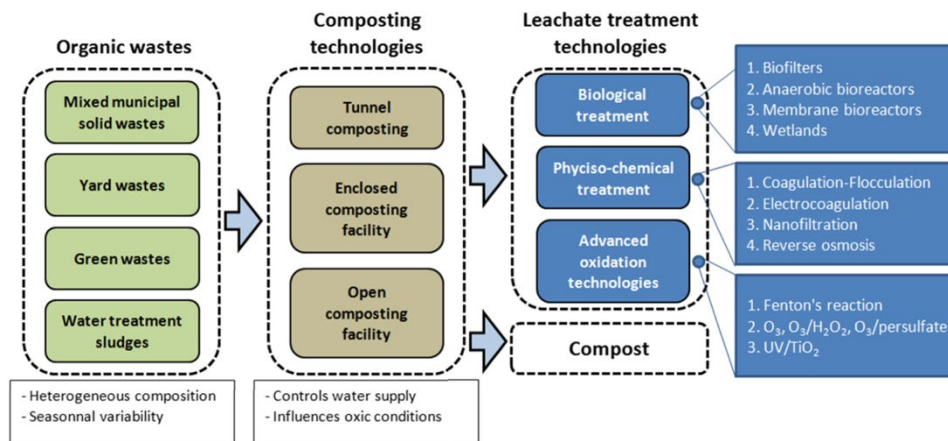 Organic wastes
Mixed municipal
solid wastes
Yard wastes
Green wastes
Water treatment
sludges
- Heterogeneous composition
- Seasonnal variability
Composting
technologies
Tunnel
composting
Enclosed
composting
facility
Open
composting
facility
- Controls water supply
- Influences oxic conditions
Leachate treatment
technologies
Biological
treatment
Phyciso-chemical
treatment
Advanced
oxidation
technologies
Compost
1. Biofilters
2. Anaerobic bioreactors
3. Membrane bioreactors
4. Wetlands
1. Coagulation-Flocculation
2. Electrocoagulation
3. Nanofiltration
4. Reverse osmosis
1. Fenton's reaction
2. O₃, O₃/H₂O₂, O₃/persulfate
3. UV/TiO₂